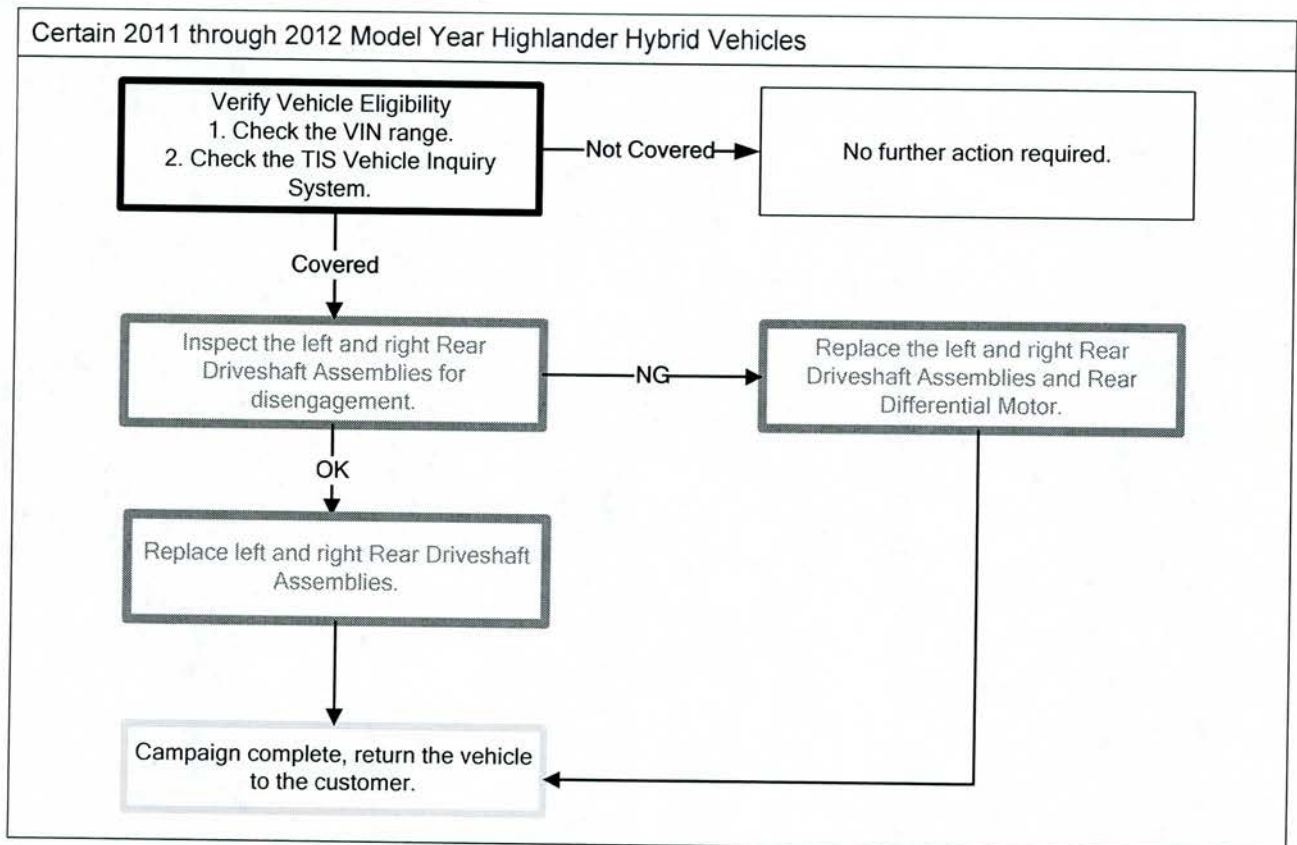 Certain 2011 through 2012 Model Year Highlander Hybrid Vehicles
Verify Vehicle Eligibility
1. Check the VIN range.
2. Check the TIS Vehicle Inquiry
System.
Not Covered
No further action required.
Covered
Inspect the left and right Rear
Driveshaft Assemblies for
disengagement.
NG
Replace the left and right Rear
Driveshaft Assemblies and Rear
Differential Motor.
OK
Replace left and right Rear Driveshaft
Assemblies.
Campaign complete, return the vehicle
to the customer.